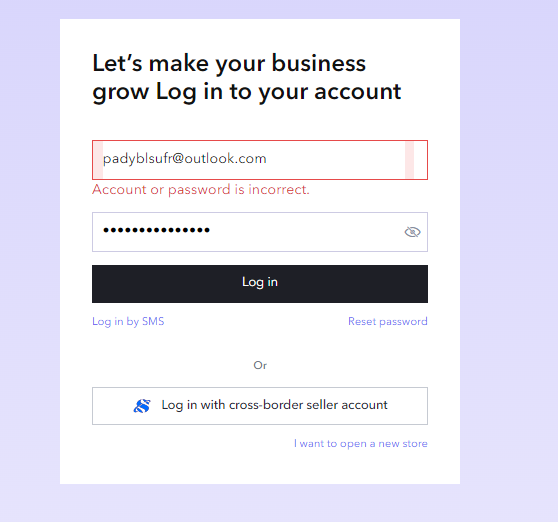 Let's make your business
grow Log in to your account
padyblsufr@outlook.com
Account or password is incorrect.
•••••••••••••••
Log in
Log in by SMS
Reset password
Or
Log in with cross-border seller account
I want to open a new store